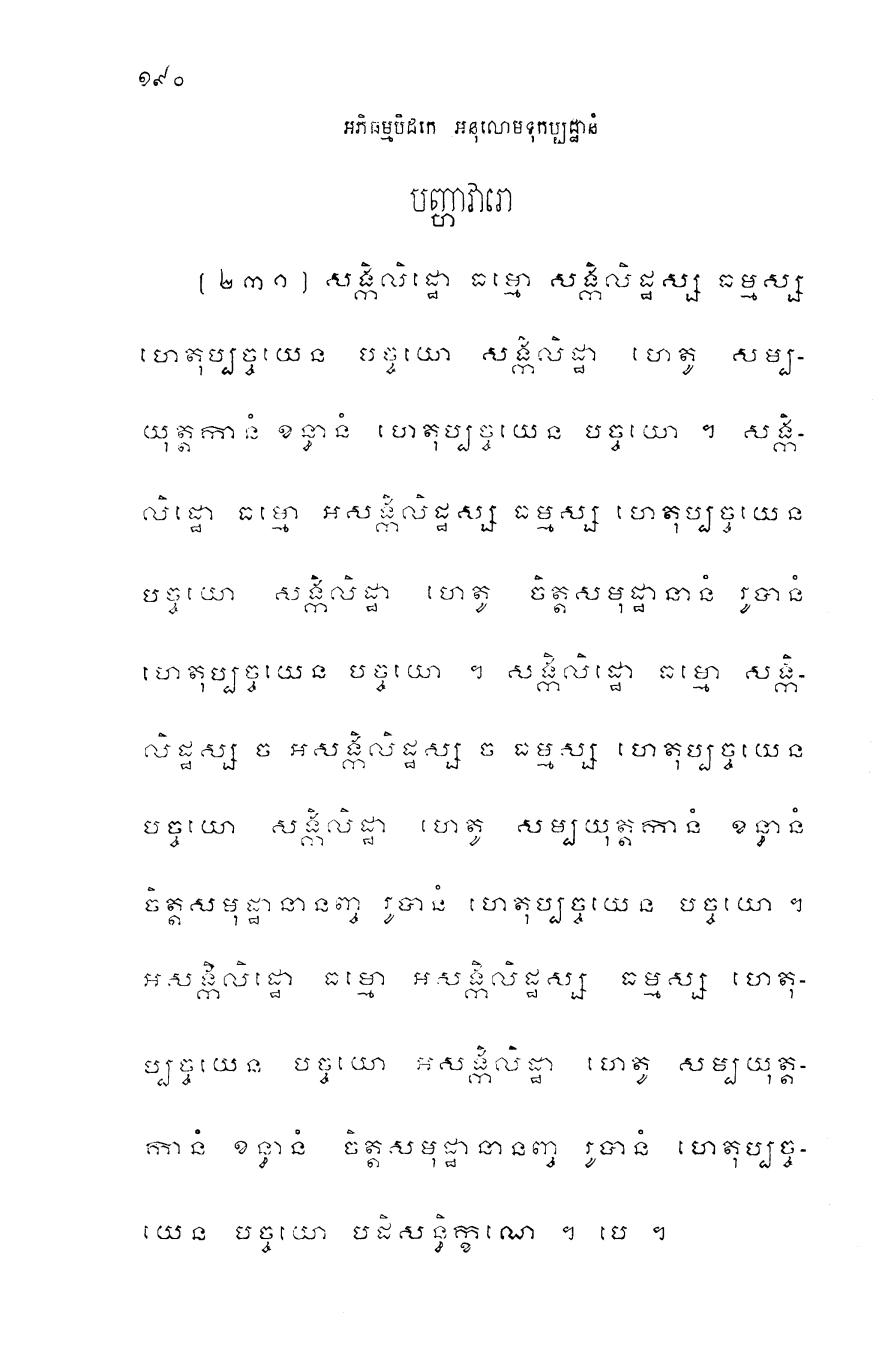 ១៩០
អភិធម្មបិដកេ អនុលោមទុកប្បដ្ឋានំ
បញ្ហាវារោ
(២៣១) សង្កិលិដ្ឋោ ធម្មោ សង្កិលិដ្ឋស្ស ធម្មស្ស
ហេតុប្បច្ចយេន បច្ចយោ សង្កិលិដ្ឋា ហេតូ សម្ប-
យុត្តកានំ ខន្ធានំ ហេតុប្បច្ចយេន បច្ចយោ ។ សង្កិ-
លិដ្ឋោ ធម្មោ អសង្កិលិដ្ឋស្ស ធម្មស្ស ហេតុប្បច្ចយេន
បច្ចយោ សង្កិលិដ្ឋា ហេតូ ចិត្តសមុដ្ឋានានំ រូបានំ
ហេតុប្បច្ចយេន បច្ចយោ ។ សង្កិលិដ្ឋោ ធម្មោ សង្កិ-
លិដ្ឋស្ស ច អសង្កិលិដ្ឋស្ស ច ធម្មស្ស ហេតុប្បច្ចយេន
បច្ចយោ សង្កិលិដ្ឋា ហេតូ សម្បយុត្តកានំ ខន្ធានំ
ចិត្តសមុដ្ឋានានញ្ច រូបានំ ហេតុប្បច្ចយេន បច្ចយោ ។
អសង្កិលិដ្ឋោ ធម្មោ អសង្កិលិដ្ឋស្ស ធម្មស្ស ហេតុ-
ប្បច្ចយេន បច្ចយោ អសង្កិលិដ្ឋា ហេតូ សម្បយុត្ត-
កានំ ខន្ធានំ ចិត្តសមុដ្ឋានានញ្ច រូបានំ ហេតុប្បច្ច-
យេន បច្ចយោ បដិសន្ធិក្ខណេ ។ បេ ។